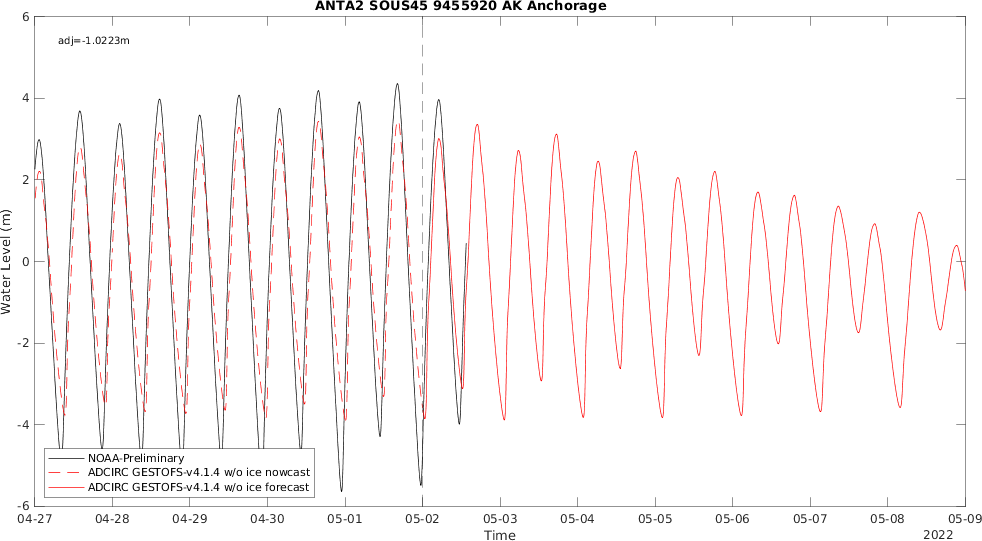 ANTA2 SOUS45 9455920 AK Anchorage
adj=-1.0223m
6
4
2
0
-2
-4
-6
Water Level (m)
NOAA-Preliminary
ADCIRC GESTOFS-v4.1.4 w/o ice nowcast
ADCIRC GESTOFS-v4.1.4 w/o ice forecast
04-27 04-28 04-29 04-30 05-01 05-02 05-03 05-04 05-05 05-06 05-07 05-08 05-09
Time
2022